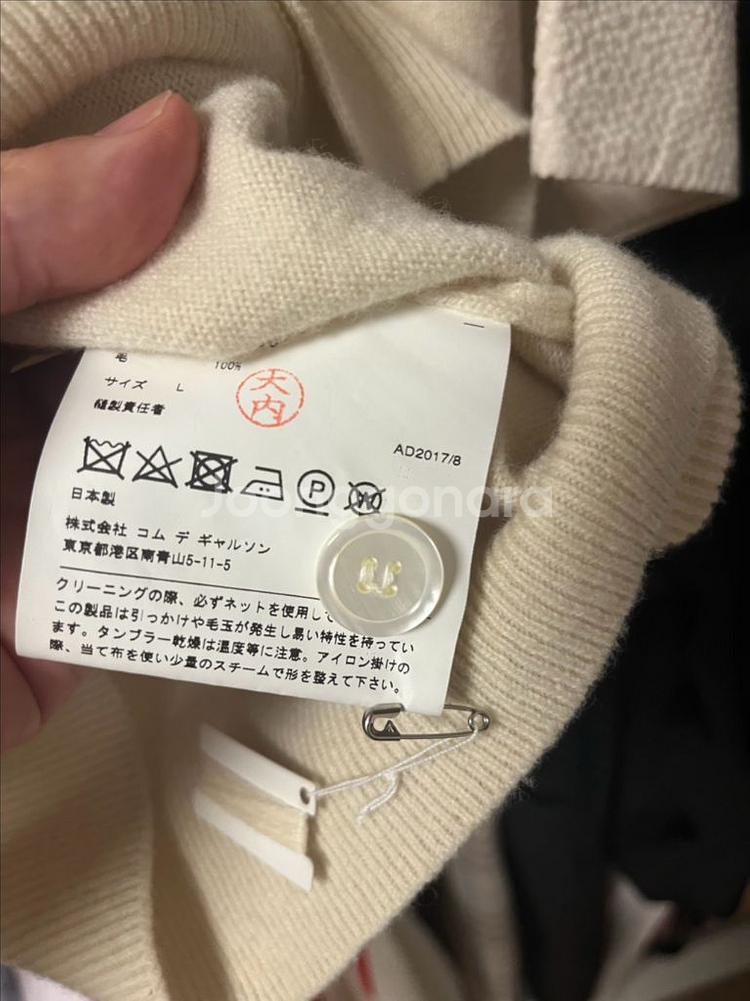 毛 100%
サイズ L
縫製責任者
大内
AD2017/8
P
W
日本製
株式会社 コム デ ギャルソン
東京都港区南青山5-11-5
クリーニングの際、必ずネットを使用して
この製品は引っかけや毛玉が発生し易い特性を持ってい
ます。タンブラー乾燥は温度等に注意。アイロン掛けの
際、当て布を使い少量のスチームで形を整えて下さい。
Joonggonara